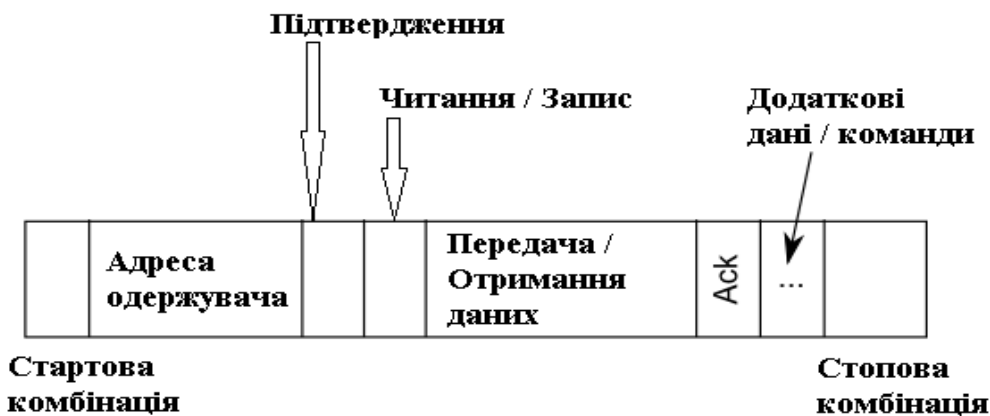 Підтвердження
Читання / Запис
Додаткові
дані / команди
Адреса
одержувача
Передача /
Отримання
даних
Ack
...
Стартова
комбінація
Стопова
комбінація